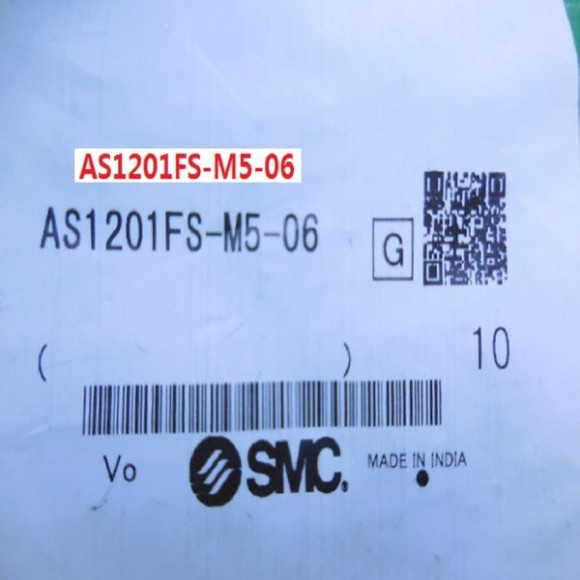 AS1201FS-M5-06
AS1201FS-M5-06 G
( ) 10
Vo SMC. MADE IN INDIA